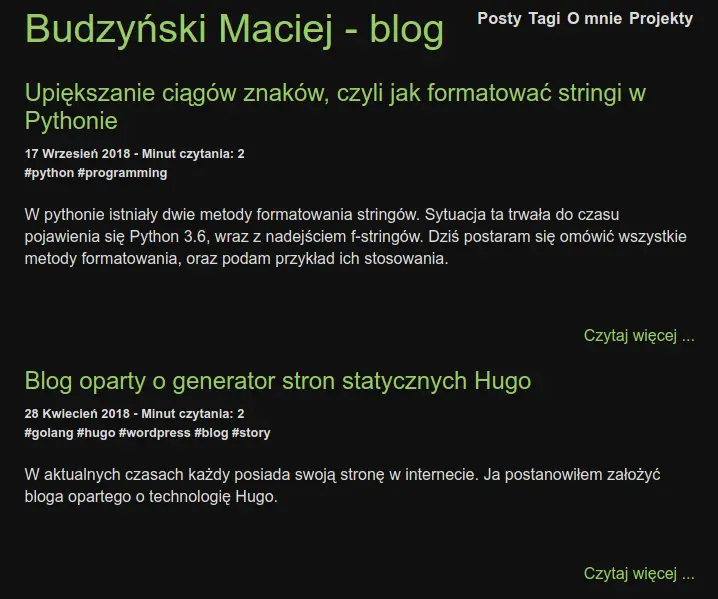 Budzyński Maciej - blog
Posty Tagi O mnie Projekty
Upiększanie ciągów znaków, czyli jak formatować stringi w
Pythonie
17 Wrzesień 2018 - Minut czytania: 2
#python #programming
W pythonie istniały dwie metody formatowania stringów. Sytuacja ta trwała do czasu
pojawienia się Python 3.6, wraz z nadejściem f-stringów. Dziś postaram się omówić wszystkie
metody formatowania, oraz podam przykład ich stosowania.
Czytaj więcej ...
Blog oparty o generator stron statycznych Hugo
28 Kwiecień 2018 - Minut czytania: 2
#golang #hugo #wordpress #blog #story
W aktualnych czasach każdy posiada swoją stronę w internecie. Ja postanowiłem założyć
bloga opartego o technologię Hugo.
Czytaj więcej ...